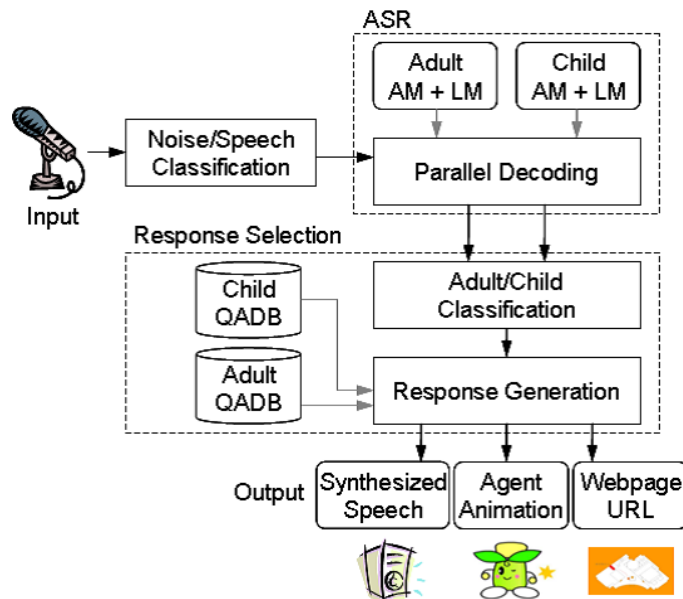 ASR
Adult
AM + LM
Child
AM + LM
Noise/Speech
Classification
Parallel Decoding
Input
Response Selection
Child
QADB
Adult/Child
Classification
Adult
QADB
Response Generation
Output
Synthesized
Speech
Agent
Animation
Webpage
URL